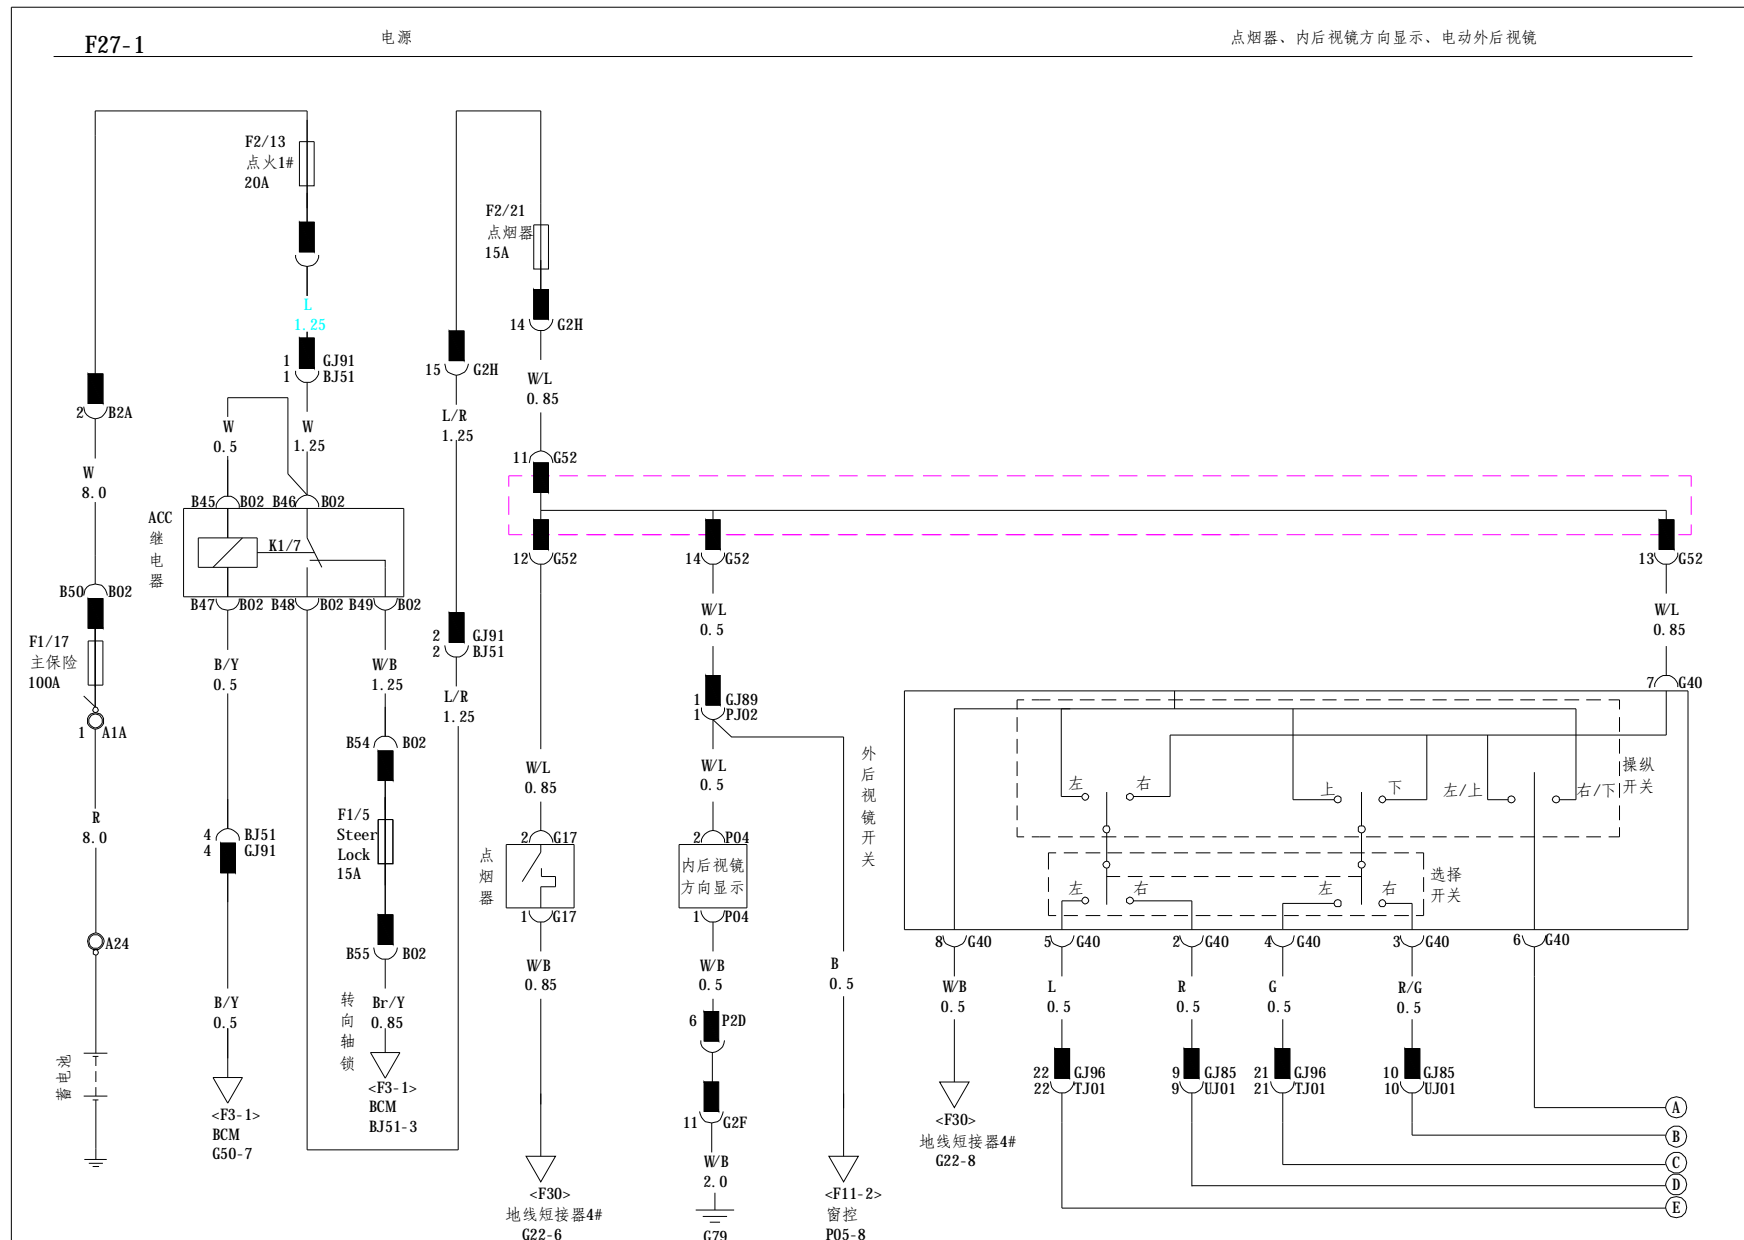 F27-1
电源
点烟器、内后视镜方向显示、电动外后视镜
F2/13
点火1#
20A
L
1.25
1 GJ91
1 BJ51
2 B2A
W
8.0
W
0.5
W
1.25
B45 B02 B46 B02
ACC
继
电
器
K1/7
B47 B02 B48 B02 B49 B02
B50 B02
F1/17
主保险
100A
1 A1A
R
8.0
A24
蓄电池
B/Y
0.5
4 BJ51
4 GJ91
B/Y
0.5
<F3-1>
BCM
G50-7
W/B
1.25
B54 B02
F1/5
Steer
Lock
15A
B55 B02
转
向
轴
锁
Br/Y
0.85
<F3-1>
BCM
BJ51-3
F2/21
点烟器
15A
14 G2H
15 G2H
L/R
1.25
2 GJ91
2 BJ51
L/R
1.25
W/L
0.85
11 G52
12 G52
14 G52
13 G52
W/L
0.85
2 G17
点
烟
器
1 G17
W/B
0.85
<F30>
地线短接器4#
G22-6
W/L
0.5
1 GJ89
1 PJ02
W/L
0.5
2 P04
内后视镜
方向显示
1 P04
W/B
0.5
6 P2D
11 G2F
W/B
2.0
G79
B
0.5
<F11-2>
窗控
P05-8
W/L
0.85
7 G40
外
后
视
镜
开
关
左 右 上 下 左/上 右/下
操纵
开关
左 右 左 右
选择
开关
8 G40 5 G40 2 G40 4 G40 3 G40 6 G40
W/B
0.5
L
0.5
R
0.5
G
0.5
R/G
0.5
22 GJ96 9 GJ85 21 GJ96 10 GJ85
22 TJ01 9 UJ01 21 TJ01 10 UJ01
<F30>
地线短接器4#
G22-8
A
B
C
D
E